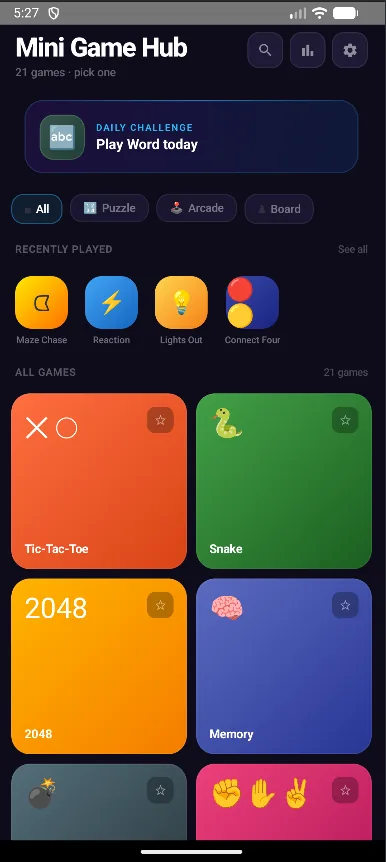 5:27
Mini Game Hub
21 games · pick one
abc
DAILY CHALLENGE
Play Word today
All
Puzzle
Arcade
Board
RECENTLY PLAYED
See all
Maze Chase
Reaction
Lights Out
Connect Four
ALL GAMES
21 games
Tic-Tac-Toe
Snake
2048
2048
Memory